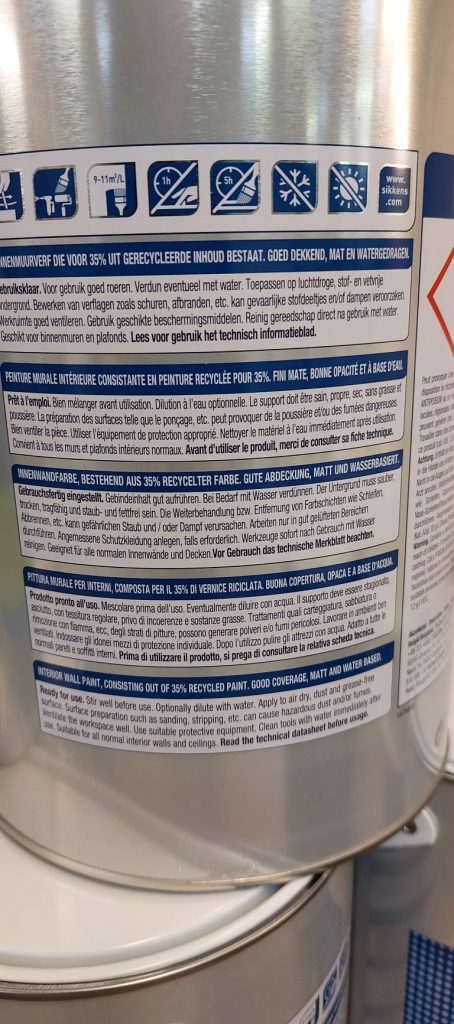 9-11m²/L
1h
5h
www.
sikkens
.com
INNENMUURVERF DIE VOOR 35% UIT GERECYCLEERDE INHOUD BESTAAT. GOED DEKKEND, MAT EN WATERGEDRAGEN.
ebruiksklaar. Voor gebruik goed roeren. Verdun eventueel met water. Toepassen op luchtdroge, stof- en vetvrije
ondergrond. Bewerken van verflagen zoals schuren, afbranden, etc. kan gevaarlijke stofdeeltjes en/of dampen veroorzaken.
Werkruimte goed ventileren. Gebruik geschikte beschermingsmiddelen. Reinig gereedschap direct na gebruik met water.
Geschikt voor binnenmuren en plafonds. Lees voor gebruik het technisch informatieblad.
PEINTURE MURALE INTÉRIEURE CONSISTANTE EN PEINTURE RECYCLÉE POUR 35%. FINI MATE, BONNE OPACITÉ ET À BASE D'EAU.
Prêt à l'emploi. Bien mélanger avant utilisation. Dilution à l'eau optionnelle. Le support doit être sain, propre, sec, sans graisse et
poussière. La préparation des surfaces telle que le ponçage, etc. peut provoquer de la poussière et/ou des fumées dangereuses.
Bien ventiler la pièce. Utiliser l'équipement de protection approprié. Nettoyer le matériel à l'eau immédiatement après utilisation.
Convient à tous les murs et plafonds intérieurs normaux. Avant d'utiliser le produit, merci de consulter sa fiche technique.
INNENWANDFARBE, BESTEHEND AUS 35% RECYCELTER FARBE. GUTE ABDECKUNG, MATT UND WASSERBASIERT.
Gebrauchsfertig eingestellt. Gebindeinhalt gut aufrühren. Bei Bedarf mit Wasser verdünnen. Der Untergrund muss sauber,
trocken, tragfähig und staub- und fettfrei sein. Die Weiterbehandlung bzw. Entfernung von Farbschichten wie Schleifen,
Abbrennen, etc. kann gefährlichen Staub und / oder Dampf verursachen. Arbeiten nur in gut gelüfteten Bereichen
durchführen. Angemessene Schutzkleidung anlegen, falls erforderlich. Werkzeuge sofort nach Gebrauch mit Wasser
reinigen. Geeignet für alle normalen Innenwände und Decken. Vor Gebrauch das technische Merkblatt beachten.
PITTURA MURALE PER INTERNI, COMPOSTA PER IL 35% DI VERNICE RICICLATA. BUONA COPERTURA, OPACA E A BASE D'ACQUA.
Prodotto pronto all'uso. Mescolare prima dell'uso. Eventualmente diluire con acqua. Il supporto deve essere stagionato,
asciutto, con tessitura regolare, privo di incoerenze e sostanze grasse. Trattamenti quali carteggiatura, sabbiatura o
rimozione con fiamma, ecc, degli strati di pitture, possono generare polveri e/o fumi pericolosi. Lavorare in ambienti ben
ventilati. Indossare gli idonei mezzi di protezione individuale. Dopo l'utilizzo pulire gli attrezzi con acqua. Adatto a tutte le
normali pareti e soffitti interni. Prima di utilizzare il prodotto, si prega di consultare la relativa scheda tecnica.
INTERIOR WALL PAINT, CONSISTING OUT OF 35% RECYCLED PAINT. GOOD COVERAGE, MATT AND WATER BASED.
Ready for use. Stir well before use. Optionally dilute with water. Apply to air dry, dust and grease-free
surface. Surface preparation such as sanding, stripping, etc. can cause hazardous dust and/or fumes.
Ventilate the workspace well. Use suitable protective equipment. Clean tools with water immediately after
use. Suitable for all normal interior walls and ceilings. Read the technical datasheet before usage.